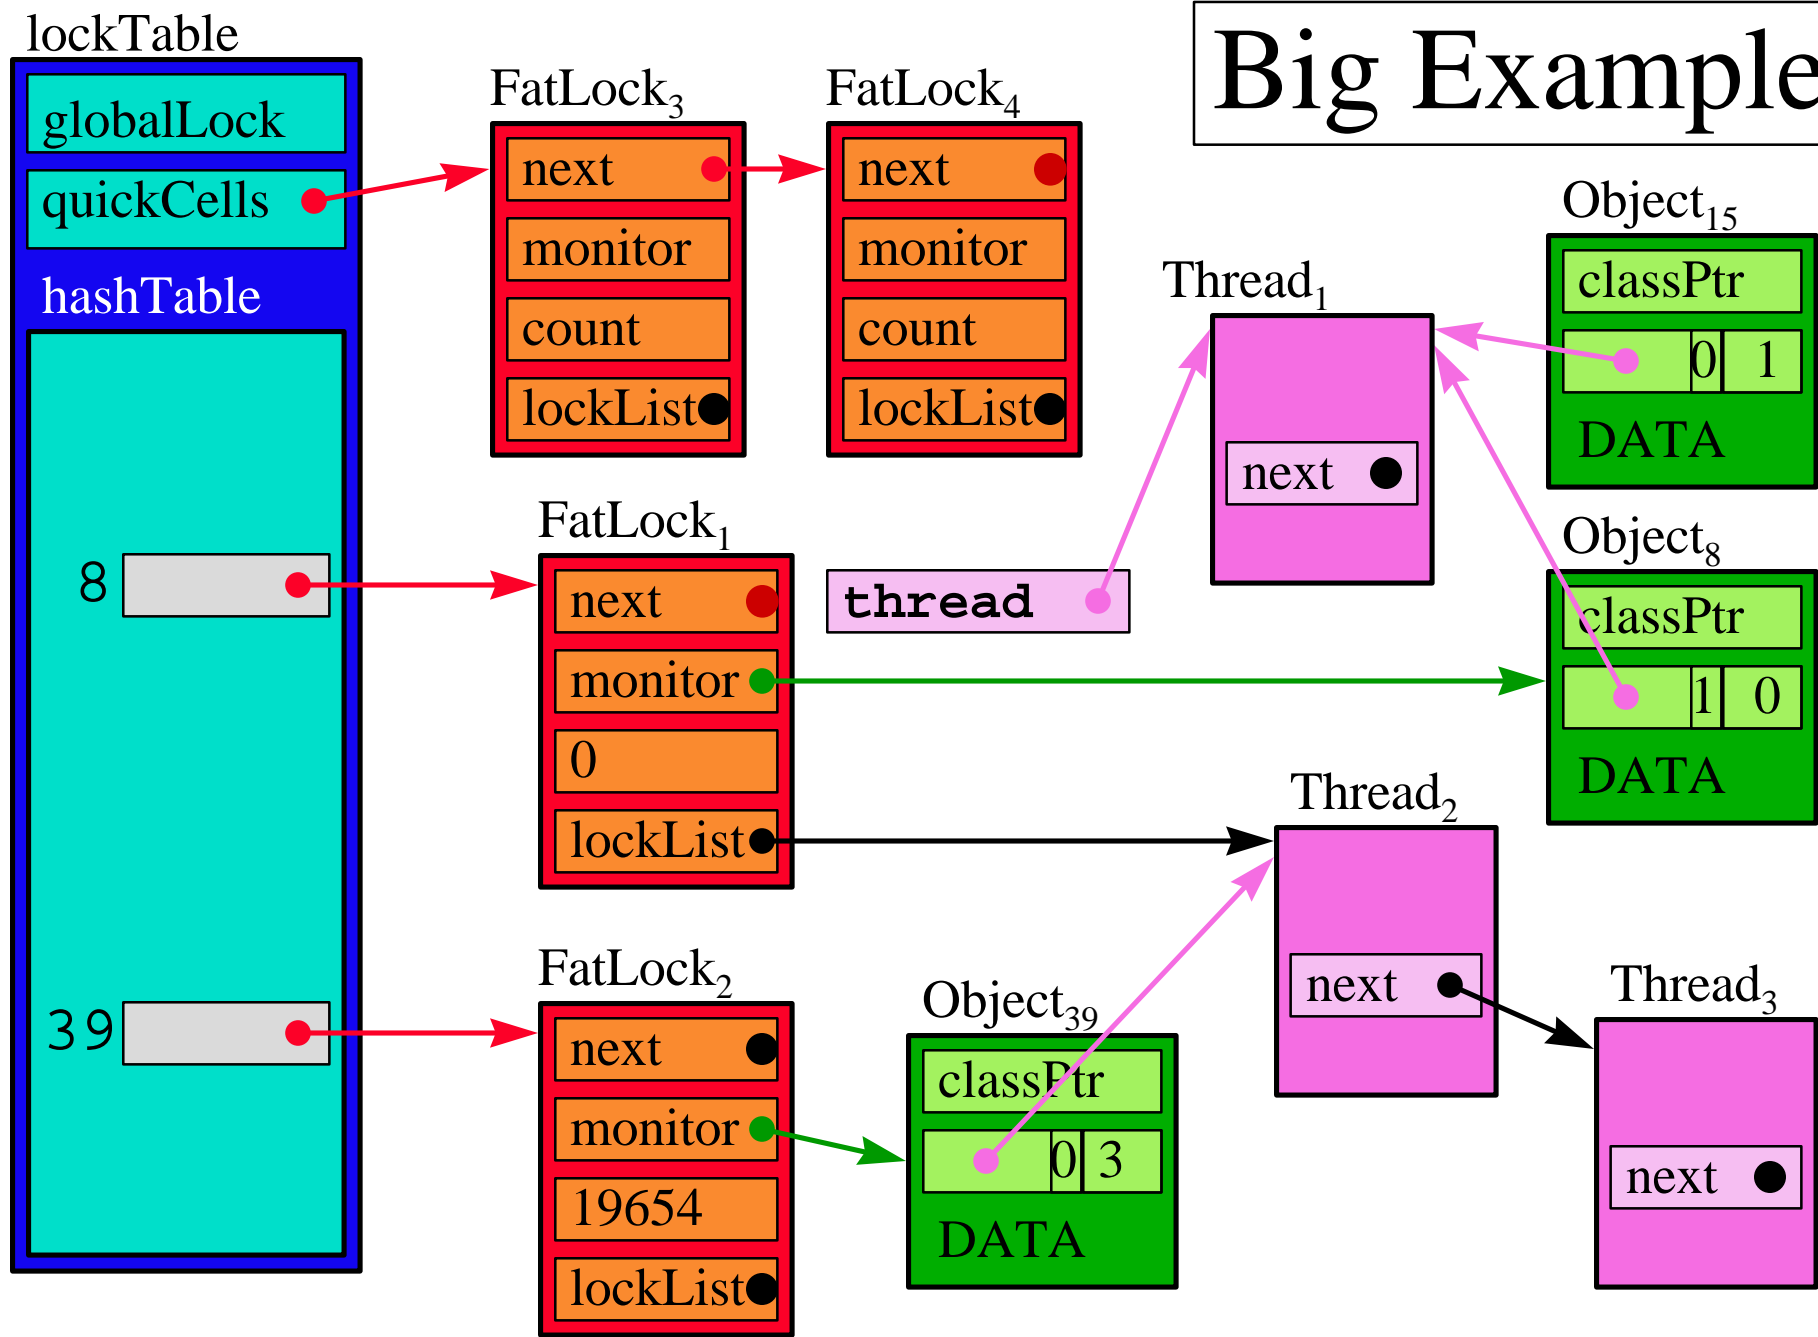 lockTable
globalLock
quickCells
hashTable
8
39
FatLock3
next
monitor
count
lockList
FatLock4
next
monitor
count
lockList
Big Example
FatLock1
next
monitor
0
lockList
thread
Thread1
next
Object15
classPtr
0 1
DATA
Object8
classPtr
1 0
DATA
FatLock2
next
monitor
19654
lockList
Object39
classPtr
0 3
DATA
Thread2
next
Thread3
next